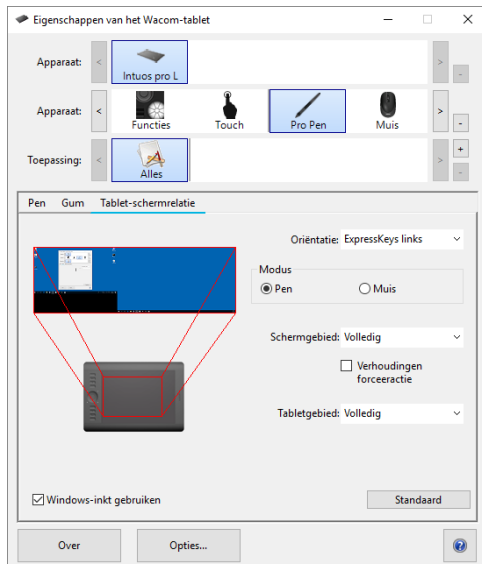 Eigenschappen van het Wacom-tablet
Apparaat:
Intuos pro L
Apparaat:
Functies
Touch
Pro Pen
Muis
Toepassing:
Alles
Pen Gum Tablet-schermrelatie
Oriëntatie: ExpressKeys links
Modus
Pen Muis
Schermgebied: Volledig
Verhoudingen
forceeractie
Tabletgebied: Volledig
Windows-inkt gebruiken
Standaard
Over
Opties...